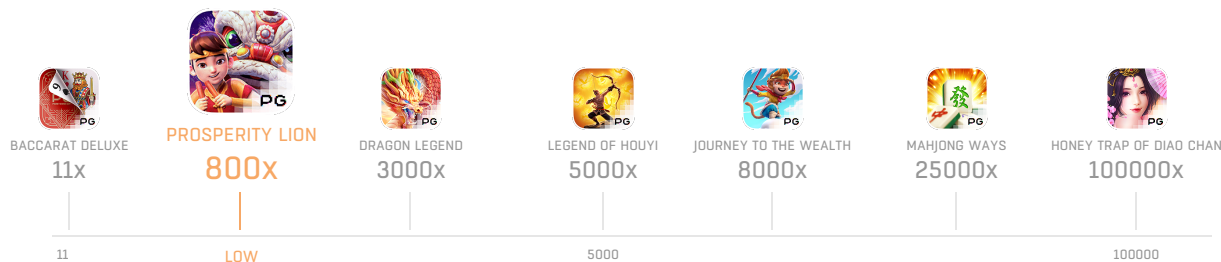 PG
PG
PG
PG
PG
發
PG
PG
BACCARAT DELUXE
11x
PROSPERITY LION
800x
DRAGON LEGEND
3000x
LEGEND OF HOUYI
5000x
JOURNEY TO THE WEALTH
8000x
MAHJONG WAYS
25000x
HONEY TRAP OF DIAO CHAN
100000x
11
LOW
5000
100000